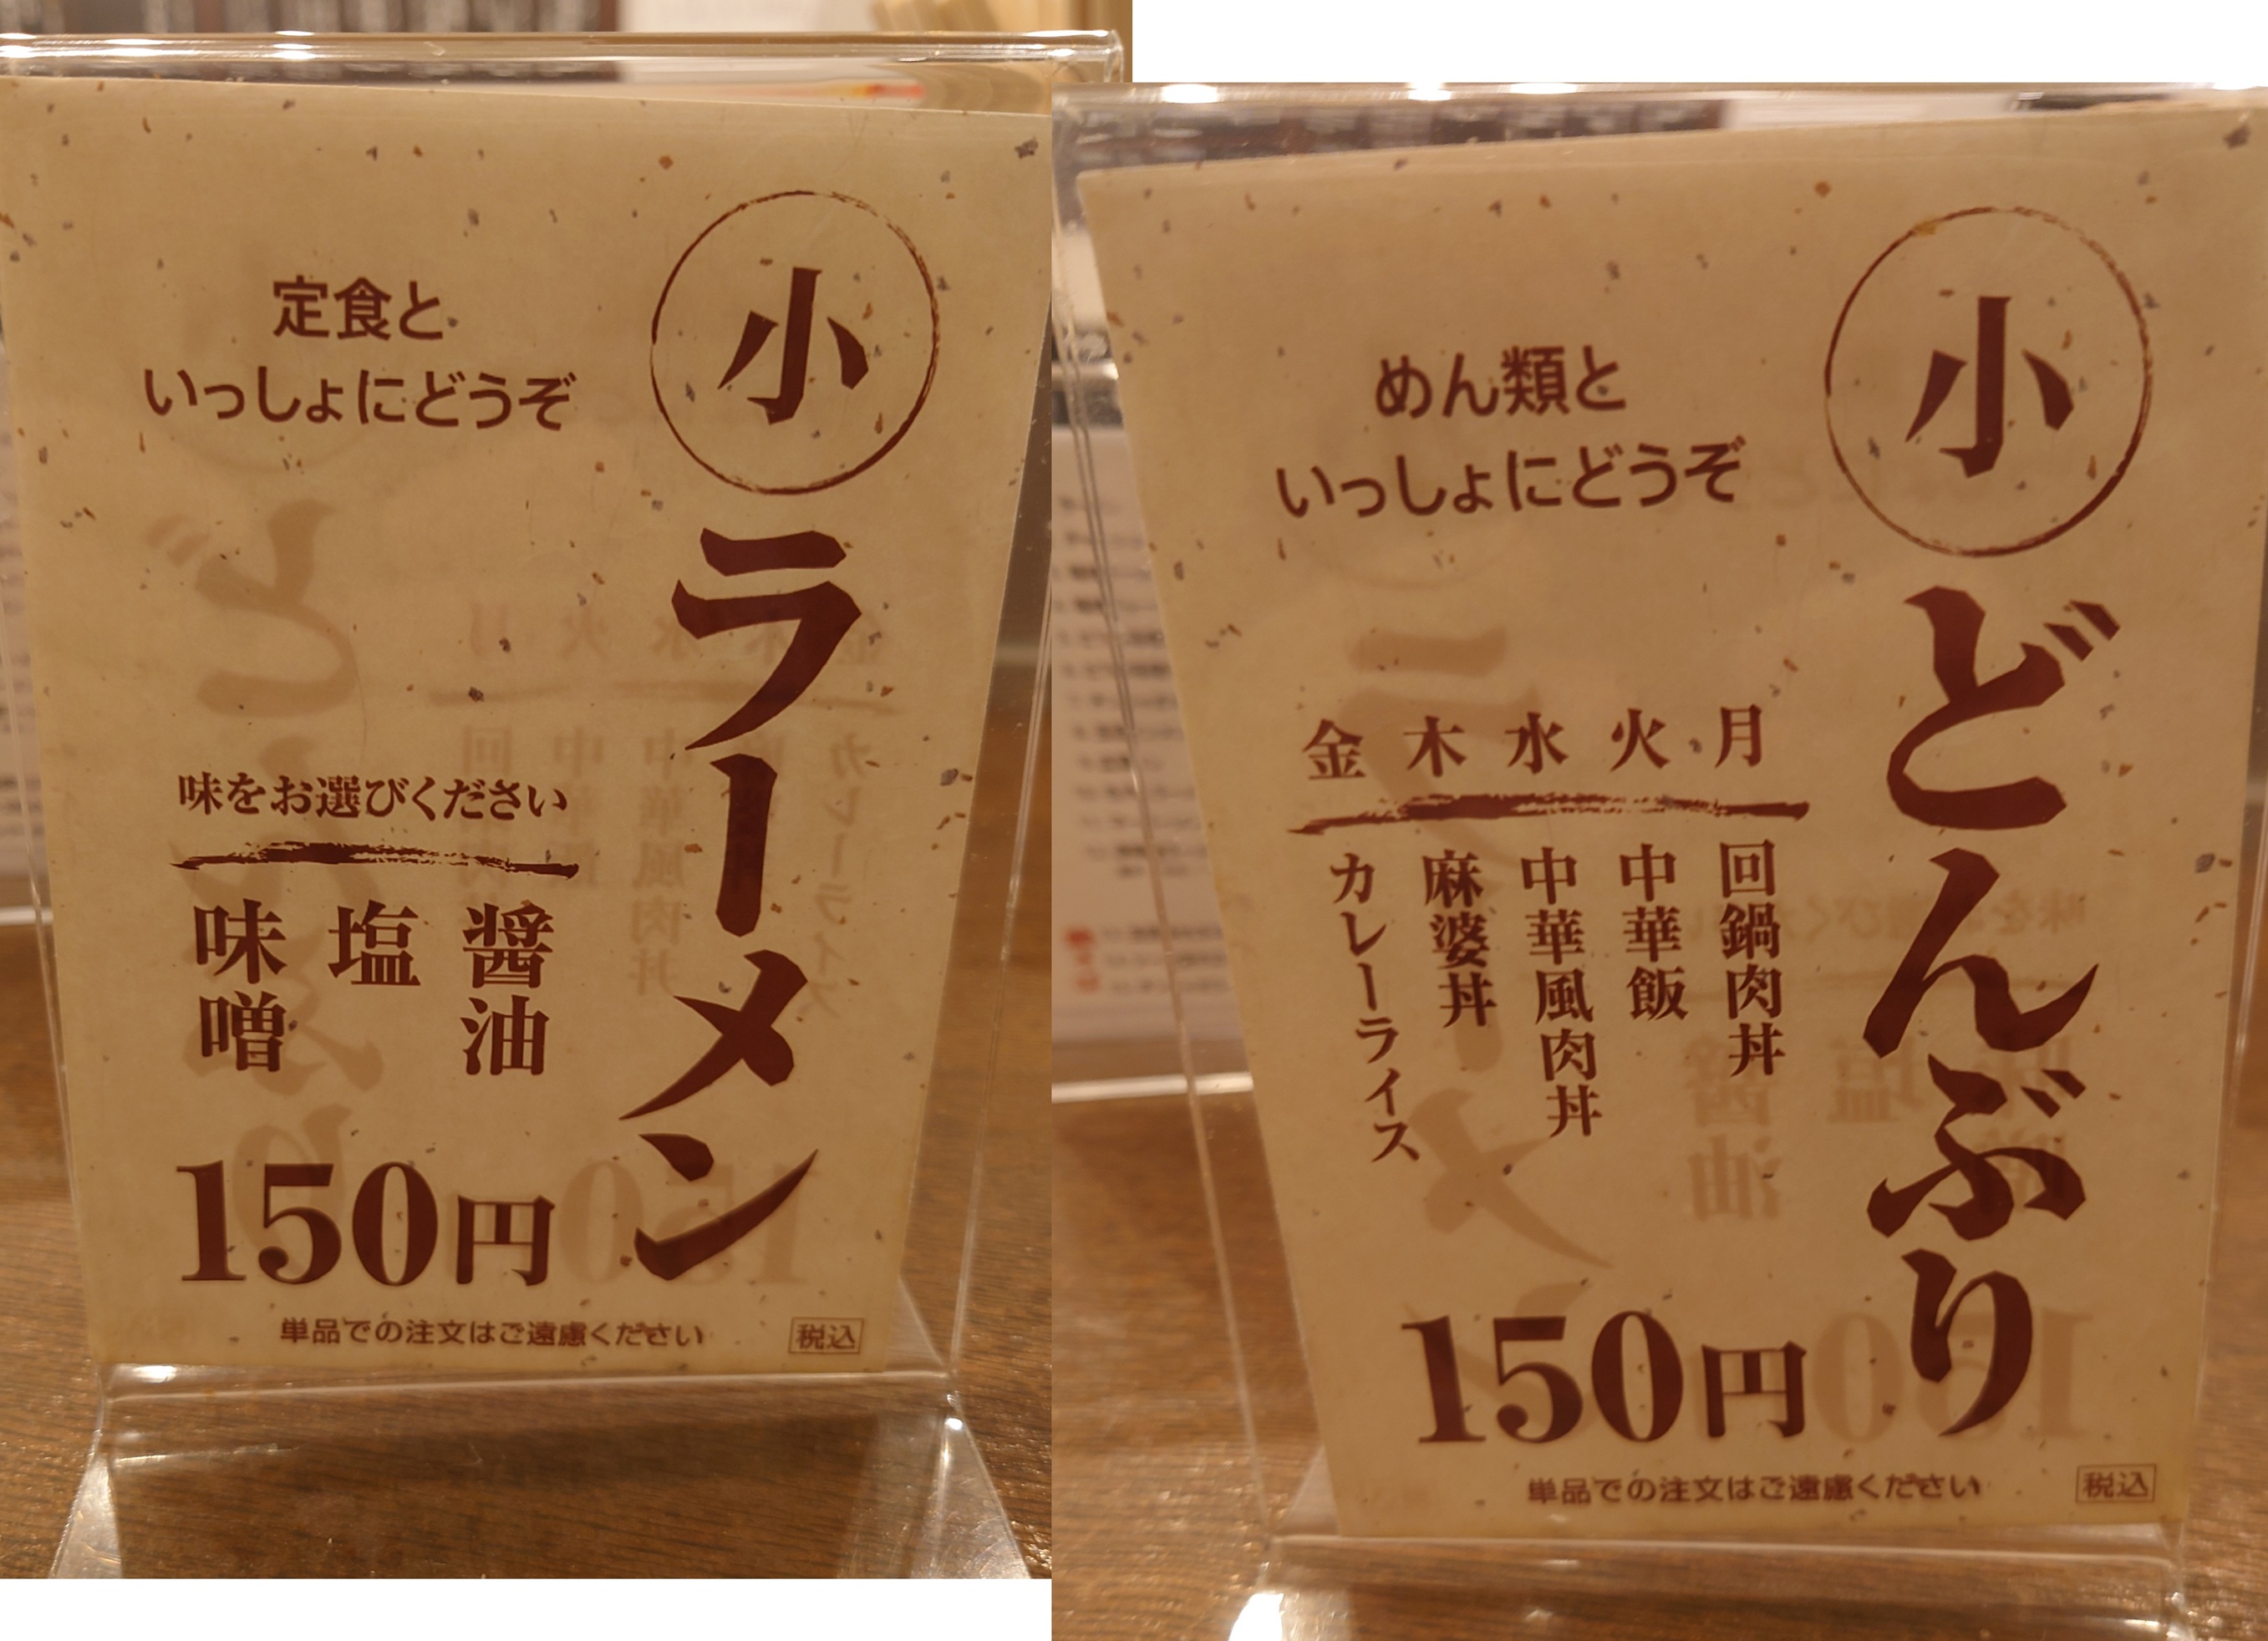 定食と
いっしょにどうぞ
小
ラーメン
味をお選びください
醤油
塩
味噌
150円
単品での注文はご遠慮ください
税込
めん類と
いっしょにどうぞ
小
どんぶり
月 回鍋肉丼
火 中華飯
水 中華風肉丼
木 麻婆丼
金 カレーライス
150円
単品での注文はご遠慮ください
税込